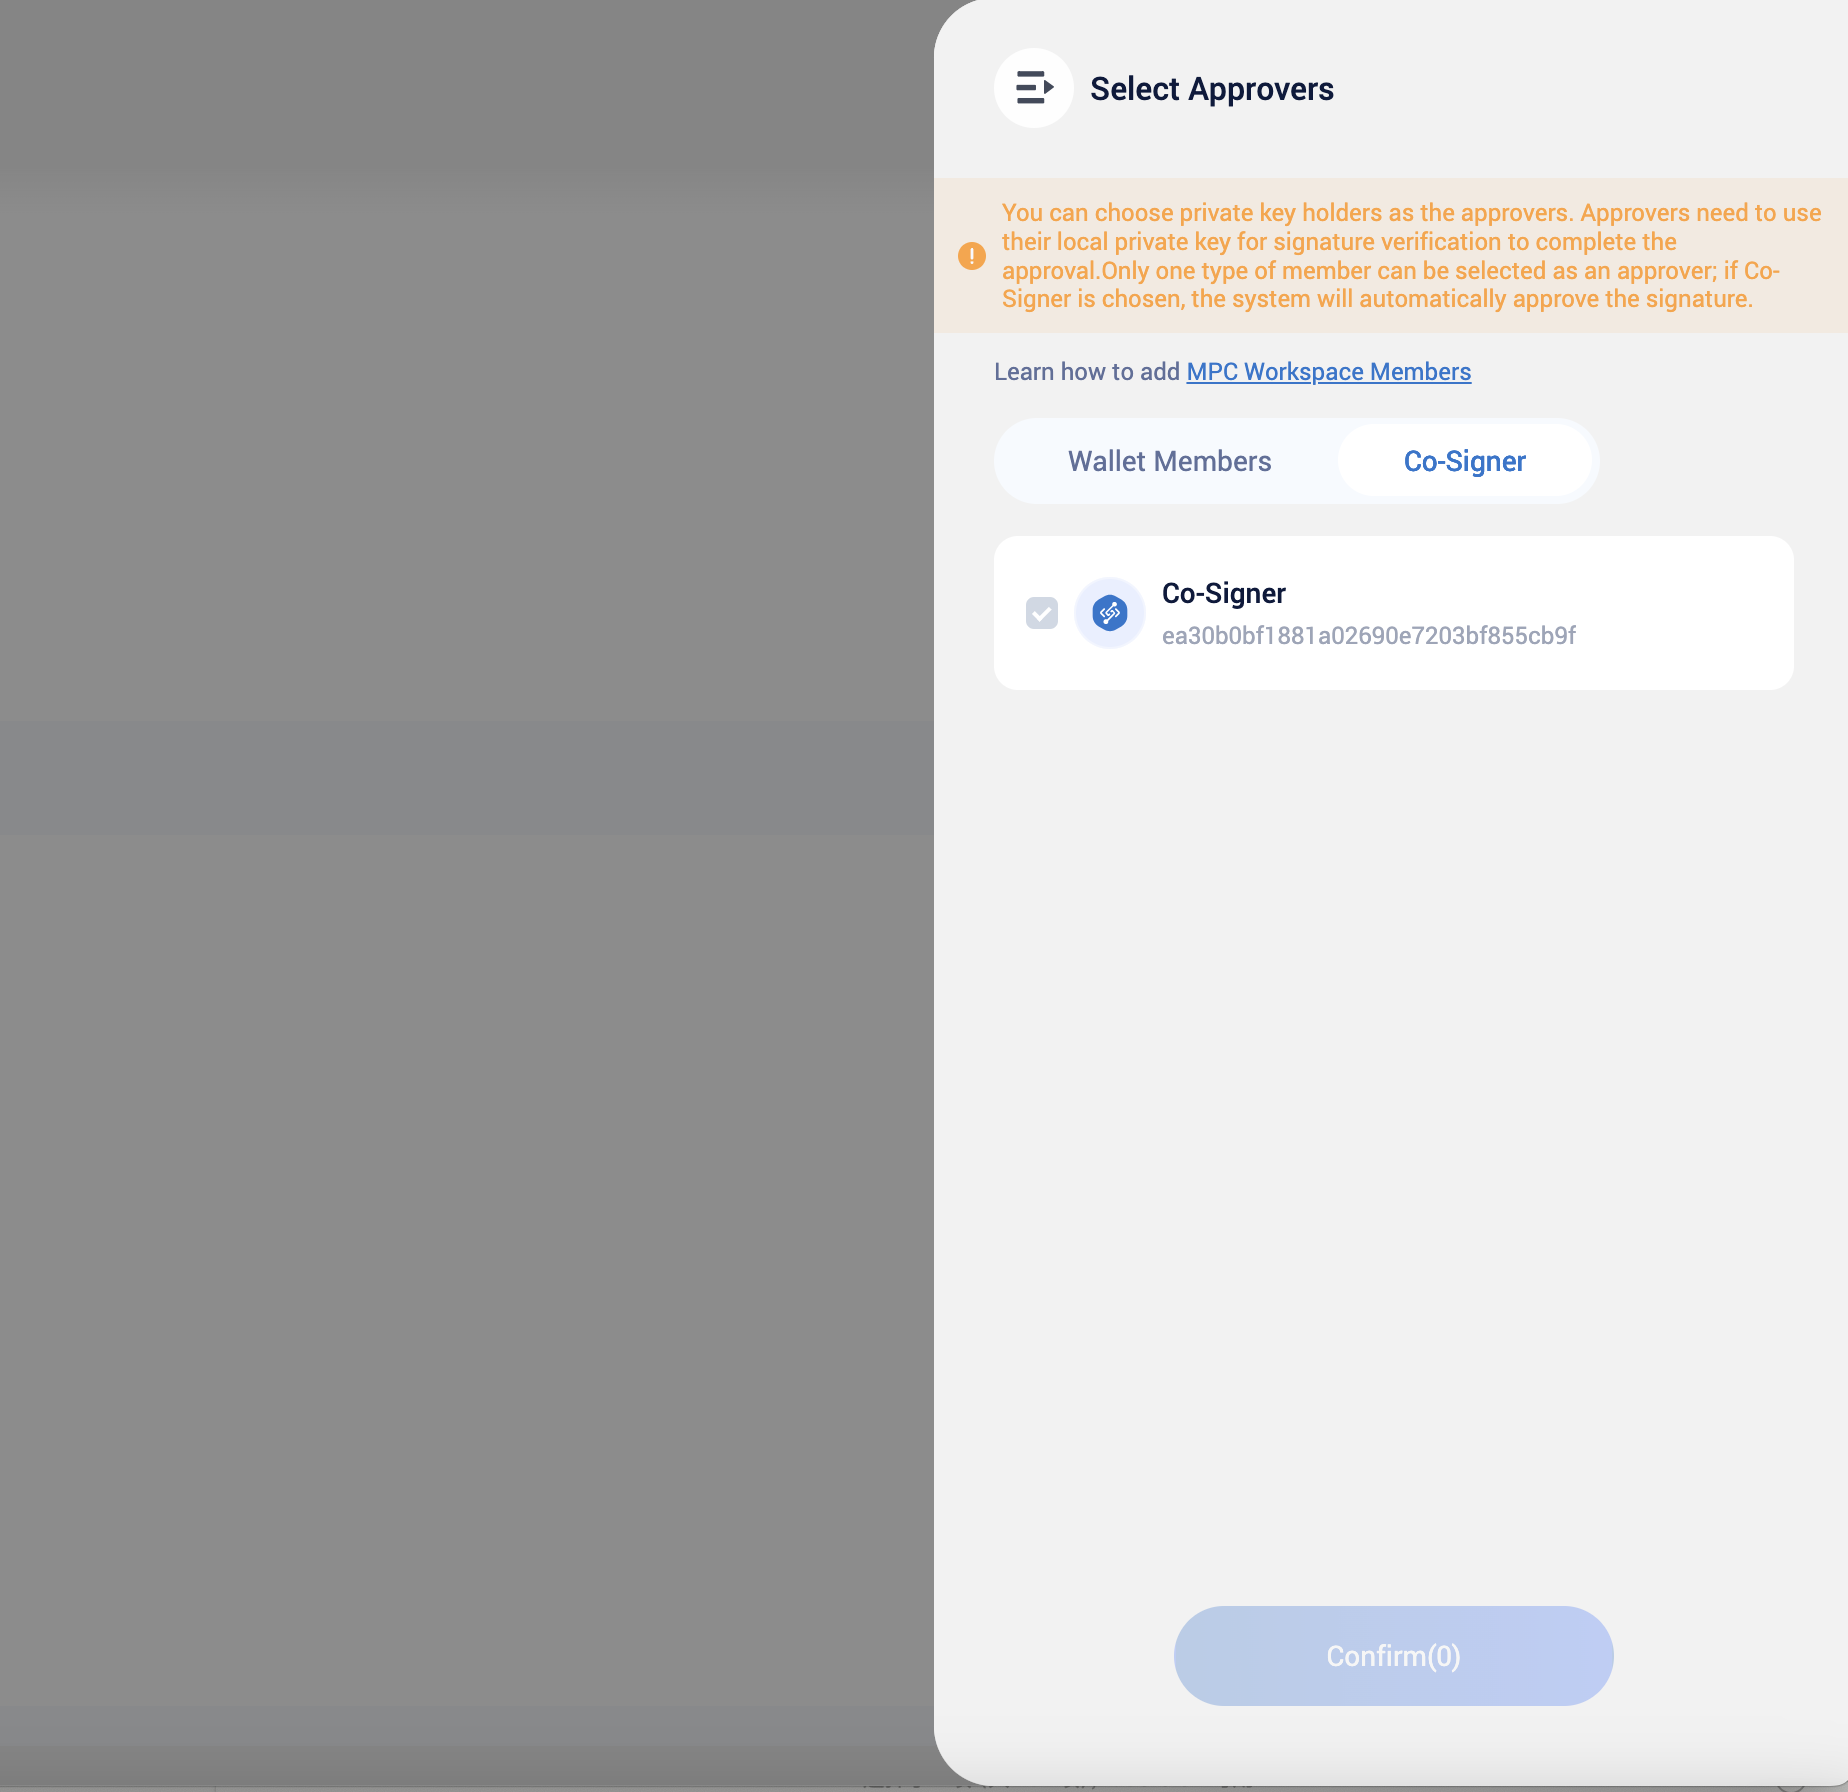 Select Approvers
You can choose private key holders as the approvers. Approvers need to use
their local private key for signature verification to complete the
approval.Only one type of member can be selected as an approver; if Co-
Signer is chosen, the system will automatically approve the signature.
Learn how to add MPC Workspace Members
Wallet Members
Co-Signer
Co-Signer
ea30b0bf1881a02690e7203bf855cb9f
Confirm(0)